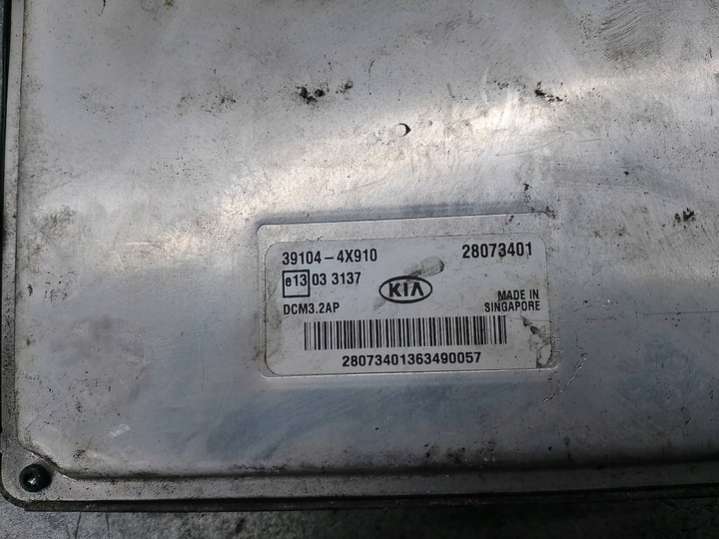 39104-4X910 28073401
e13 03 3137
KIA
DCM3.2AP
MADE IN
SINGAPORE
28073401363490057